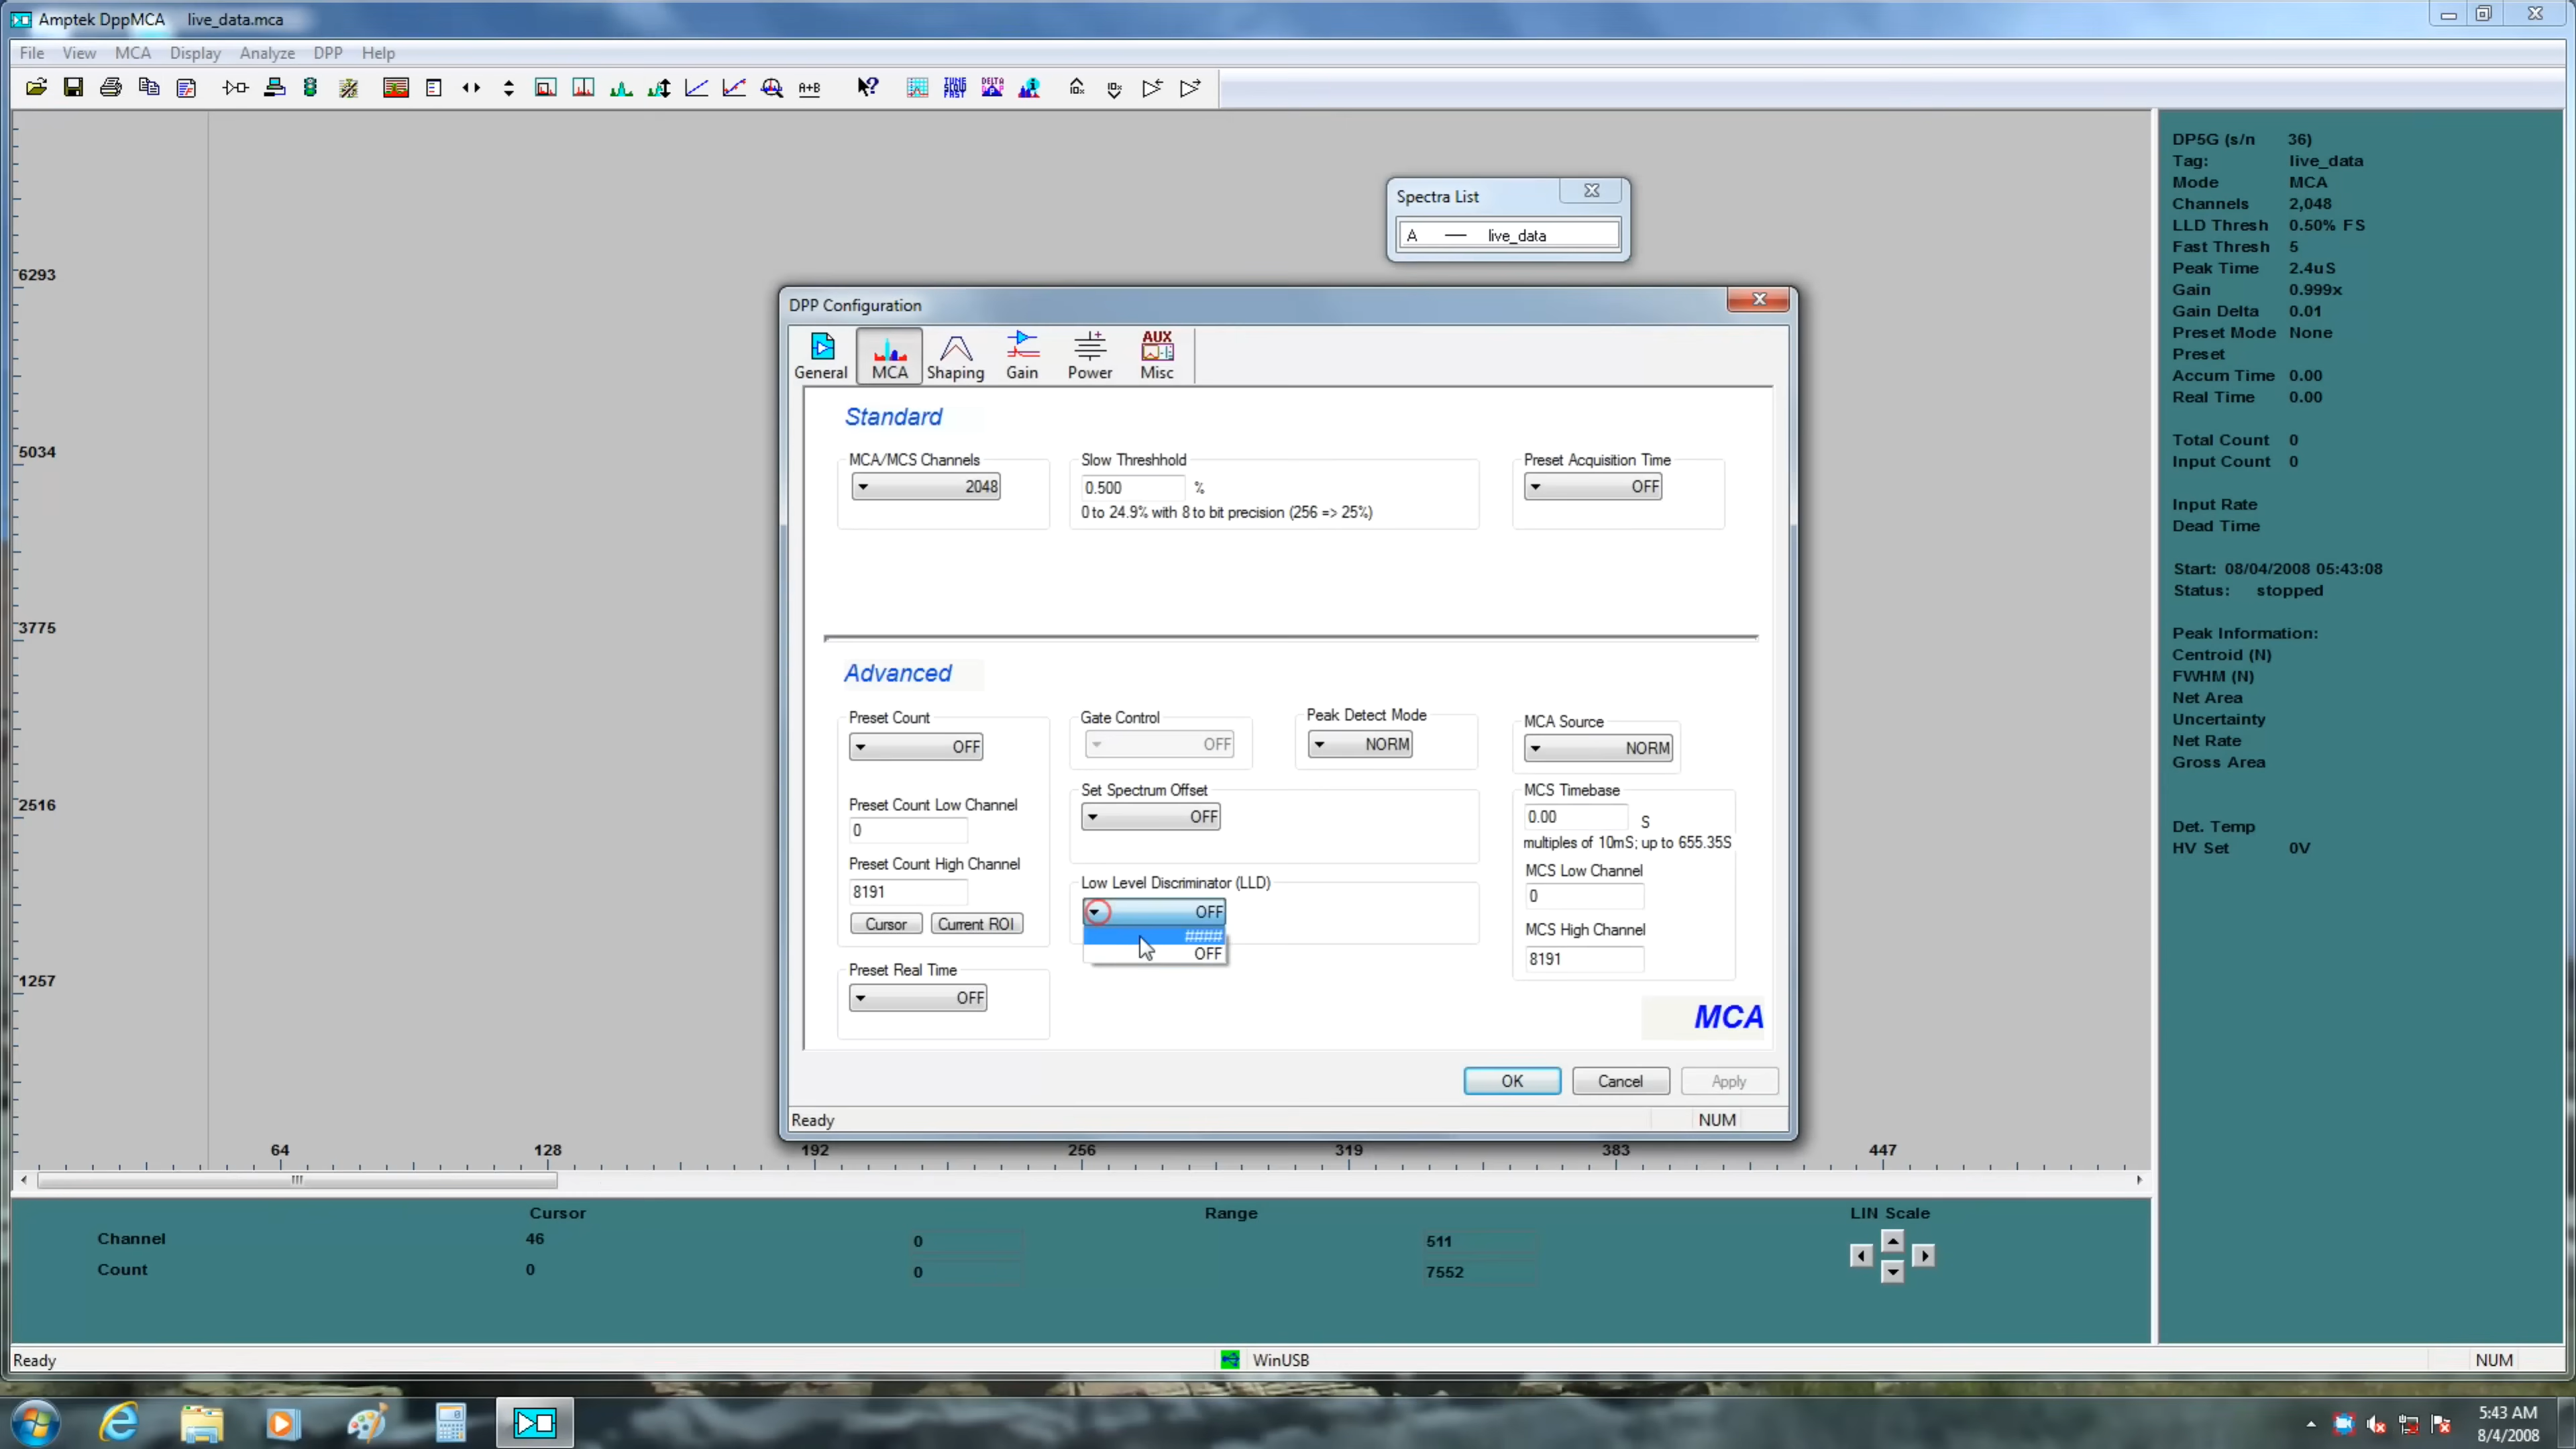 Amptek DppMCA live_data.mca
File View MCA Display Analyze DPP Help
A+B
TUNE SLOW FAST
DELTA
10x
10x
6293
5034
3775
2516
1257
64 128 192 256 319 383 447
Spectra List
A — live_data
DPP Configuration
General MCA Shaping Gain Power AUX Misc
Standard
MCA/MCS Channels
2048
Slow Threshhold
0.500 %
0 to 24.9% with 8 to bit precision (256 => 25%)
Preset Acquisition Time
OFF
Advanced
Preset Count
OFF
Preset Count Low Channel
0
Preset Count High Channel
8191
Cursor Current ROI
Preset Real Time
OFF
Gate Control
OFF
Peak Detect Mode
NORM
Set Spectrum Offset
OFF
Low Level Discriminator (LLD)
OFF
####
OFF
MCA Source
NORM
MCS Timebase
0.00 S
multiples of 10mS; up to 655.35S
MCS Low Channel
0
MCS High Channel
8191
MCA
OK Cancel Apply
Ready NUM
DP5G (s/n 36)
Tag: live_data
Mode MCA
Channels 2,048
LLD Thresh 0.50% FS
Fast Thresh 5
Peak Time 2.4uS
Gain 0.999x
Gain Delta 0.01
Preset Mode None
Preset
Accum Time 0.00
Real Time 0.00
Total Count 0
Input Count 0
Input Rate
Dead Time
Start: 08/04/2008 05:43:08
Status: stopped
Peak Information:
Centroid (N)
FWHM (N)
Net Area
Uncertainty
Net Rate
Gross Area
Det. Temp
HV Set 0V
Cursor Range LIN Scale
Channel 46 0 511
Count 0 0 7552
Ready WinUSB NUM
5:43 AM
8/4/2008